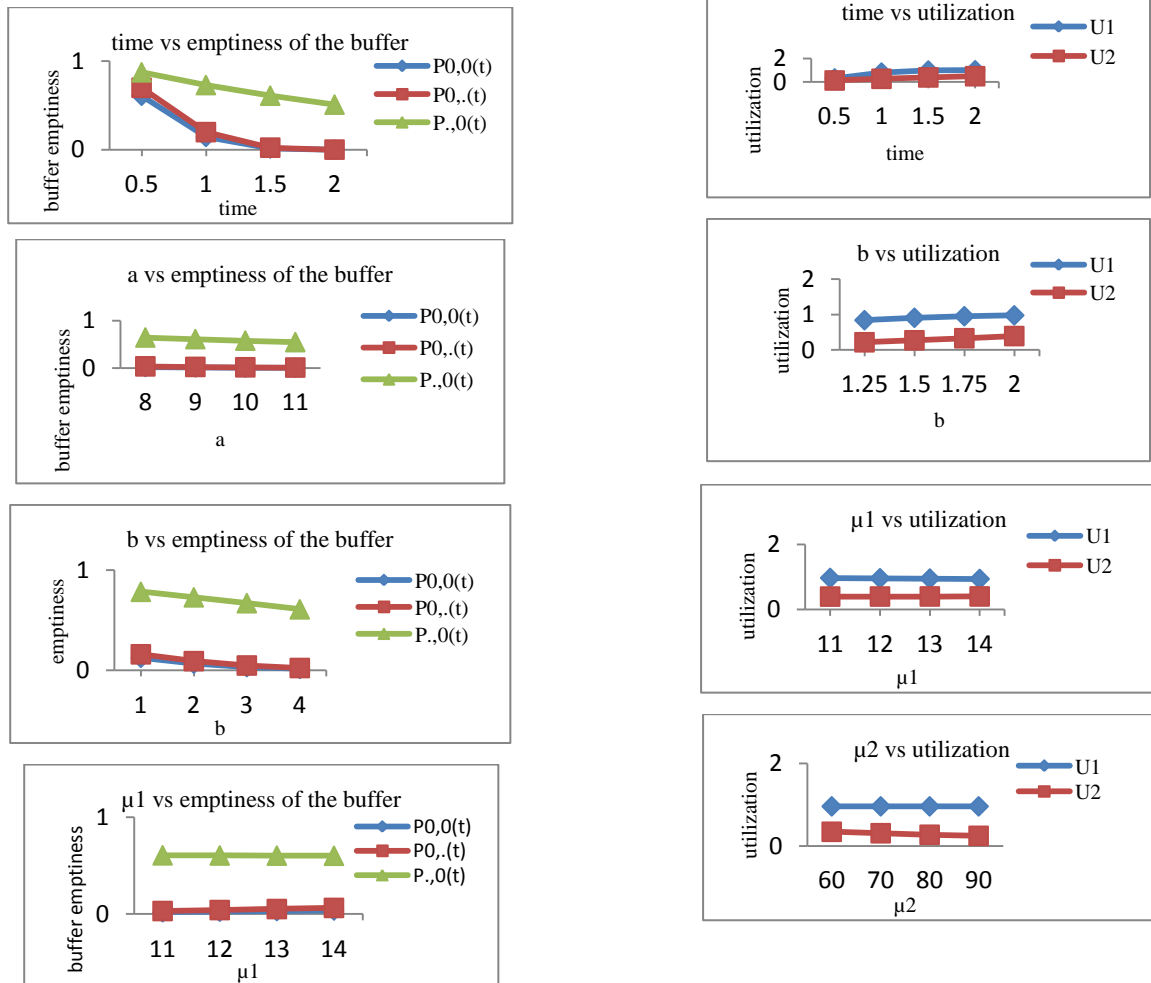 time vs emptiness of the buffer
buffer emptiness
1
0
0.5 1 1.5 2
time
P0,0(t)
P0,.(t)
P.,0(t)
a vs emptiness of the buffer
buffer emptiness
1
0
8 9 10 11
a
P0,0(t)
P0,.(t)
P.,0(t)
b vs emptiness of the buffer
emptiness
1
0
1 2 3 4
b
P0,0(t)
P0,.(t)
P.,0(t)
µ1 vs emptiness of the buffer
buffer emptiness
1
0
11 12 13 14
µ1
P0,0(t)
P0,.(t)
P.,0(t)
time vs utilization
utilization
2
0
0.5 1 1.5 2
time
U1
U2
b vs utilization
utilization
2
1
0
1.25 1.5 1.75 2
b
U1
U2
µ1 vs utilization
utilization
2
0
11 12 13 14
µ1
U1
U2
µ2 vs utilization
utilization
2
0
60 70 80 90
µ2
U1
U2